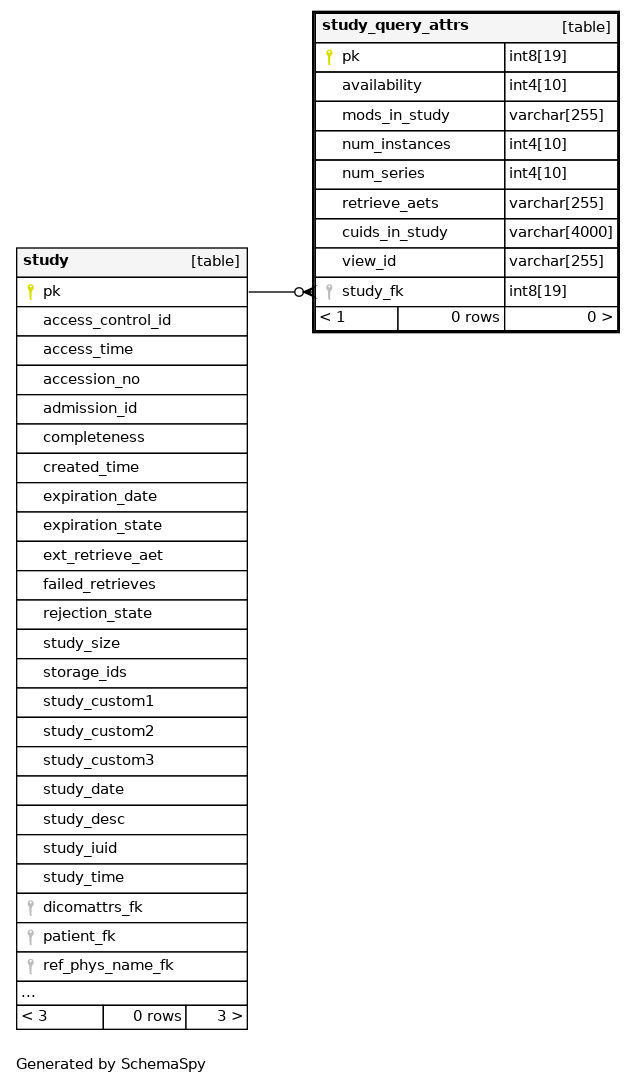 study_query_attrs [table]
pk int8[19]
availability int4[10]
mods_in_study varchar[255]
num_instances int4[10]
num_series int4[10]
retrieve_aets varchar[255]
cuids_in_study varchar[4000]
view_id varchar[255]
study_fk int8[19]
< 1 0 rows 0 >
study [table]
pk
access_control_id
access_time
accession_no
admission_id
completeness
created_time
expiration_date
expiration_state
ext_retrieve_aet
failed_retrieves
rejection_state
study_size
storage_ids
study_custom1
study_custom2
study_custom3
study_date
study_desc
study_iuid
study_time
dicomattrs_fk
patient_fk
ref_phys_name_fk
...
< 3 0 rows 3 >
Generated by SchemaSpy